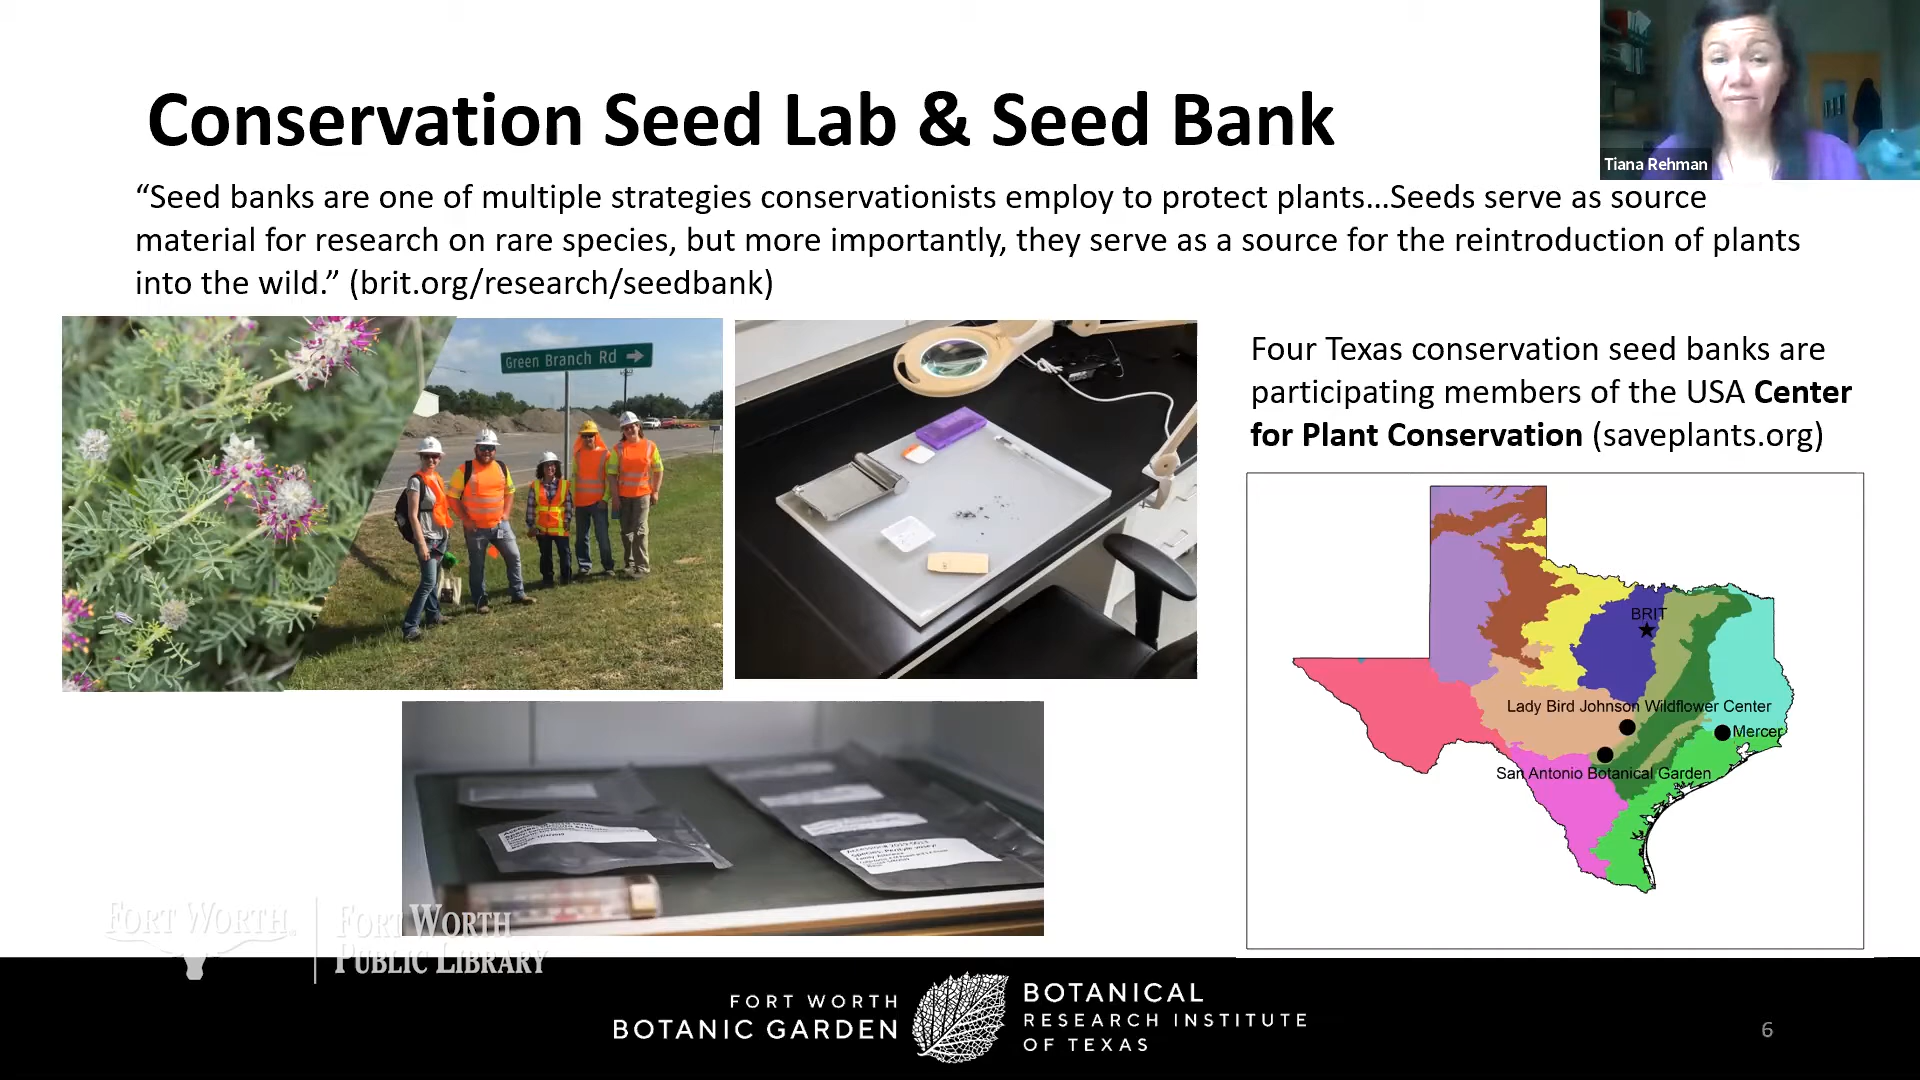 Conservation Seed Lab & Seed Bank
Tiana Rehman
“Seed banks are one of multiple strategies conservationists employ to protect plants...Seeds serve as source
material for research on rare species, but more importantly, they serve as a source for the reintroduction of plants
into the wild.” (brit.org/research/seedbank)
Green Branch Rd
Four Texas conservation seed banks are
participating members of the USA Center
for Plant Conservation (saveplants.org)
BRIT
Lady Bird Johnson Wildflower Center
Mercer
San Antonio Botanical Garden
FORT WORTH
FORT WORTH
PUBLIC LIBRARY
FORT WORTH
BOTANIC GARDEN
BOTANICAL
RESEARCH INSTITUTE
OF TEXAS
6